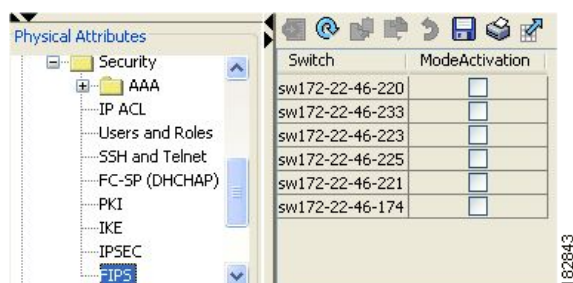 Physical Attributes
Security
AAA
IP ACL
Users and Roles
SSH and Telnet
FC-SP (DHCHAP)
PKI
IKE
IPSEC
FIPS
Switch ModeActivation
sw172-22-46-220
sw172-22-46-233
sw172-22-46-223
sw172-22-46-225
sw172-22-46-221
sw172-22-46-174
182843